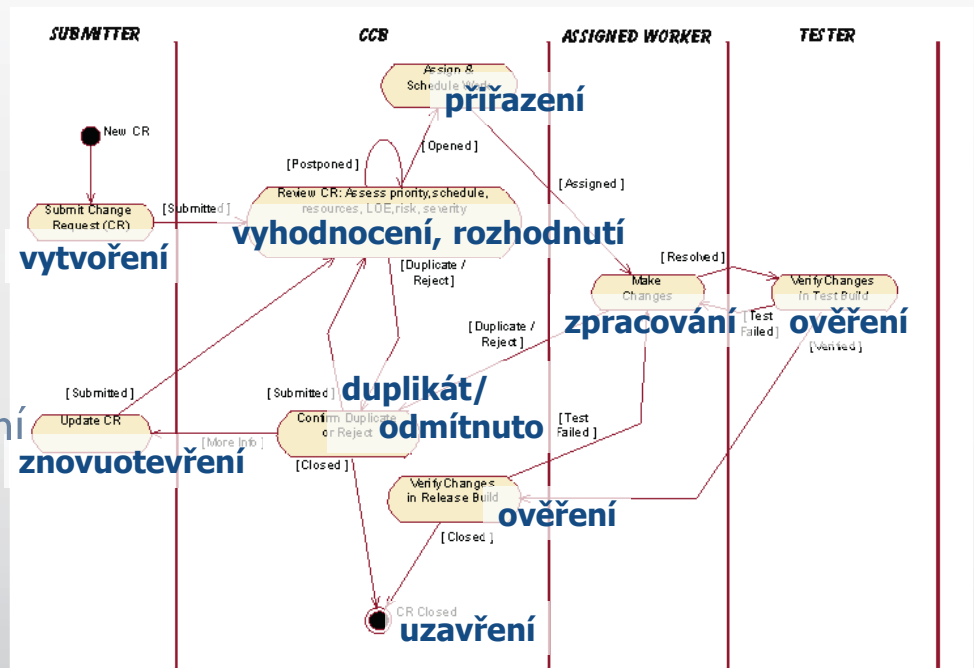 SUBMITTER
CCB
ASSIGNED WORKER
TESTER
Assign &
Schedule Work
přiřazení
New CR
[Postponed ]
[Opened ]
[Assigned ]
Review CR: Assess priority,schedule,
resources, LOE,risk, severity
vyhodnocení, rozhodnutí
Submit Change
Request (CR)
[Submitted ]
vytvoření
[Duplicate /
Reject ]
[Resolved ]
Make
Changes
zpracování
Verify Changes
in Test Build
ověření
[Test
Failed ]
[Verified ]
[Duplicate /
Reject ]
[Submitted ]
[Submitted ]
duplikát/
odmítnuto
Confirm Duplicate
or Reject
Update CR
ní
znovuotevření
[More Info ]
[Test
Failed ]
[Closed ]
Verify Changes
in Release Build
ověření
[Closed ]
CR Closed
uzavření